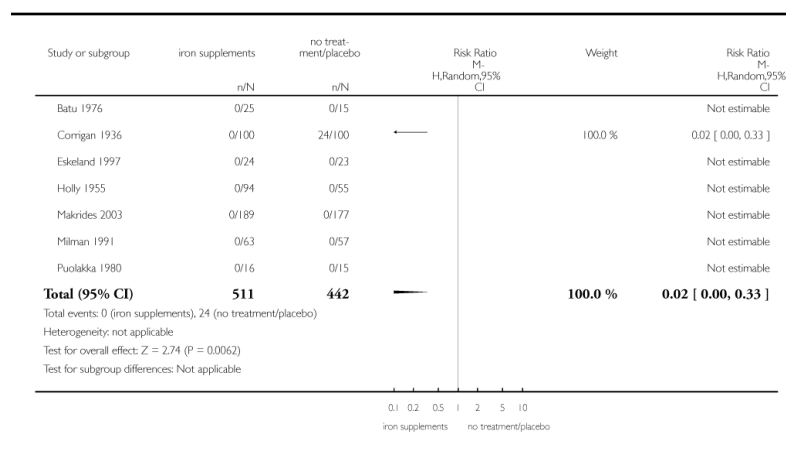 no treat-
Study or subgroup iron supplements ment/placebo Risk Ratio Weight Risk Ratio
M- M-
H,Random,95% H,Random,95%
n/N n/N CI CI
Batu 1976 0/25 0/15 Not estimable
Corrigan 1936 0/100 24/100 100.0 % 0.02 [ 0.00, 0.33 ]
Eskeland 1997 0/24 0/23 Not estimable
Holly 1955 0/94 0/55 Not estimable
Makrides 2003 0/189 0/177 Not estimable
Milman 1991 0/63 0/57 Not estimable
Puolakka 1980 0/16 0/15 Not estimable
Total (95% CI) 511 442 100.0 % 0.02 [ 0.00, 0.33 ]
Total events: 0 (iron supplements), 24 (no treatment/placebo)
Heterogeneity: not applicable
Test for overall effect: Z = 2.74 (P = 0.0062)
Test for subgroup differences: Not applicable
0.1 0.2 0.5 1 2 5 10
iron supplements no treatment/placebo